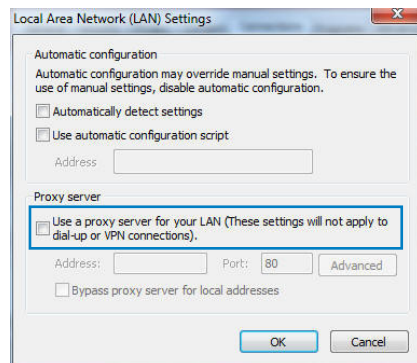 Local Area Network (LAN) Settings
Automatic configuration
Automatic configuration may override manual settings. To ensure the
use of manual settings, disable automatic configuration.
Automatically detect settings
Use automatic configuration script
Address
Proxy server
Use a proxy server for your LAN (These settings will not apply to
dial-up or VPN connections).
Address:
Port: 80 Advanced
Bypass proxy server for local addresses
OK Cancel